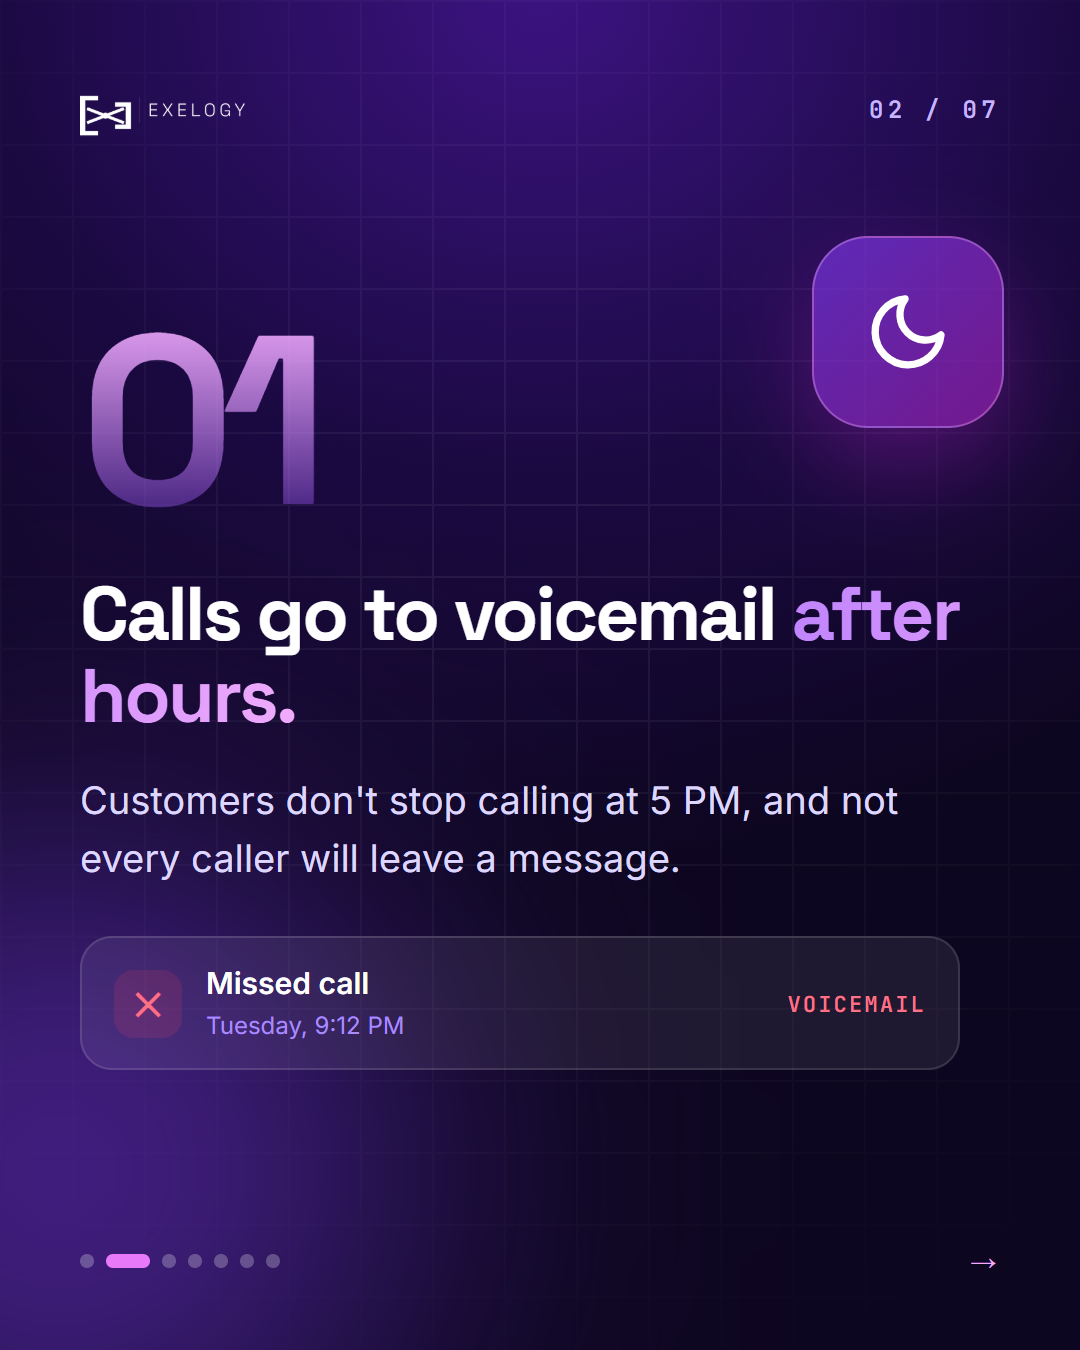 EXELOGY
02 / 07
01
Calls go to voicemail after
hours.
Customers don't stop calling at 5 PM, and not
every caller will leave a message.
Missed call
Tuesday, 9:12 PM
VOICEMAIL
→